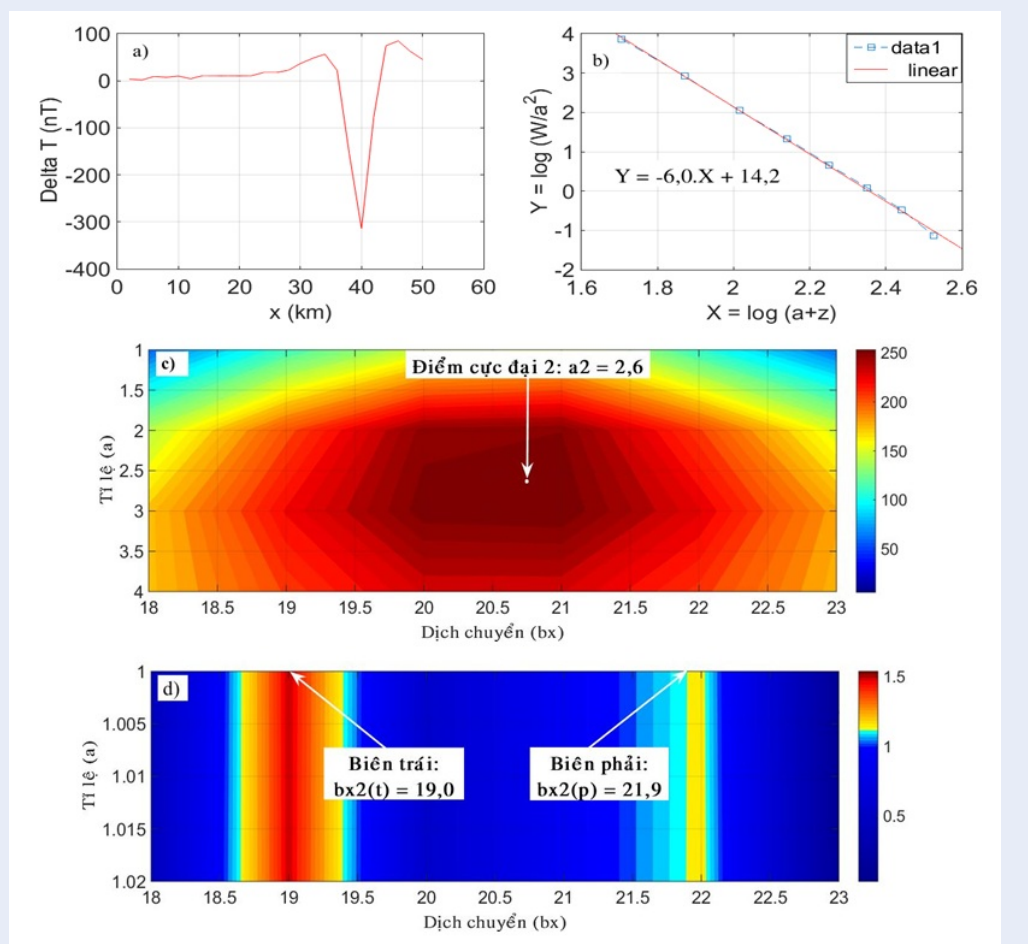 a)
100
0
-100
-200
-300
-400
Delta T (nT)
0 10 20 30 40 50 60
x (km)
b)
4
3
2
1
0
-1
-2
Y = log (W/a²)
data1
linear
Y = -6,0.X + 14,2
1.6 1.8 2 2.2 2.4 2.6
X = log (a+z)
c)
1
1.5
2
2.5
3
3.5
4
Tỉ lệ (a)
Điểm cực đại 2: a2 = 2,6
18 18.5 19 19.5 20 20.5 21 21.5 22 22.5 23
Dịch chuyển (bx)
250
200
150
100
50
d)
1
1.005
1.01
1.015
1.02
Tỉ lệ (a)
Biên trái:
bx2(t) = 19,0
Biên phải:
bx2(p) = 21,9
18 18.5 19 19.5 20 20.5 21 21.5 22 22.5 23
Dịch chuyển (bx)
1.5
1
0.5